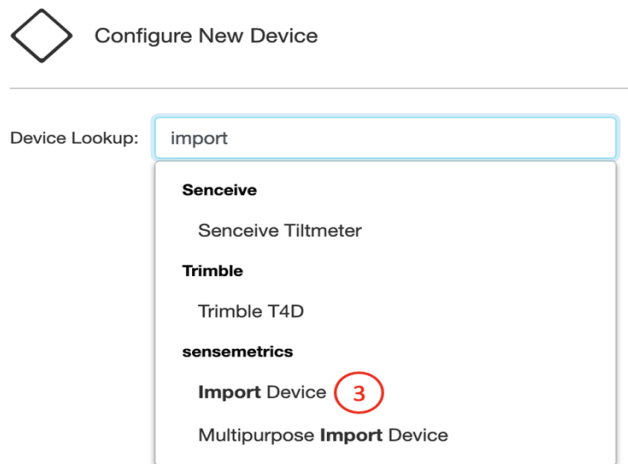 Configure New Device
Device Lookup: import
Senceive
Senceive Tiltmeter
Trimble
Trimble T4D
sensemetrics
Import Device 3
Multipurpose Import Device